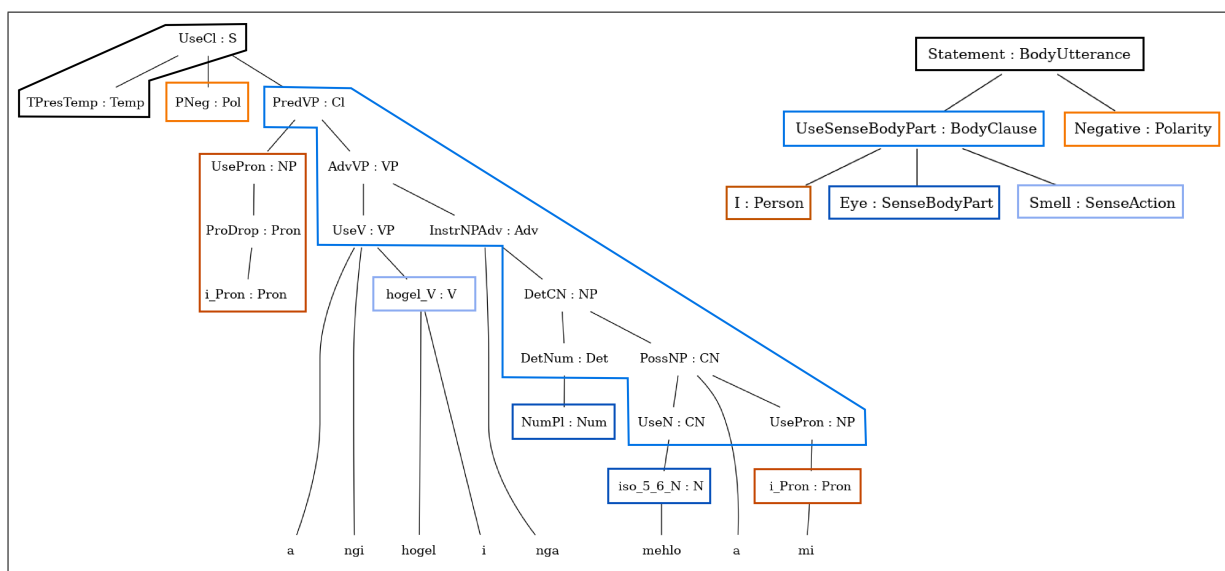 UseCl : S
Statement : BodyUtterance
TPresTemp : Temp PNeg : Pol PredVP : Cl
UseSenseBodyPart : BodyClause Negative : Polarity
UsePron : NP AdvVP : VP
I : Person Eye : SenseBodyPart Smell : SenseAction
ProDrop : Pron UseV : VP InstrNPAdv : Adv
i_Pron : Pron hogel_V : V DetCN : NP
DetNum : Det PossNP : CN
NumPl : Num UseN : CN UsePron : NP
iso_5_6_N : N i_Pron : Pron
a ngi hogel i nga mehlo a mi